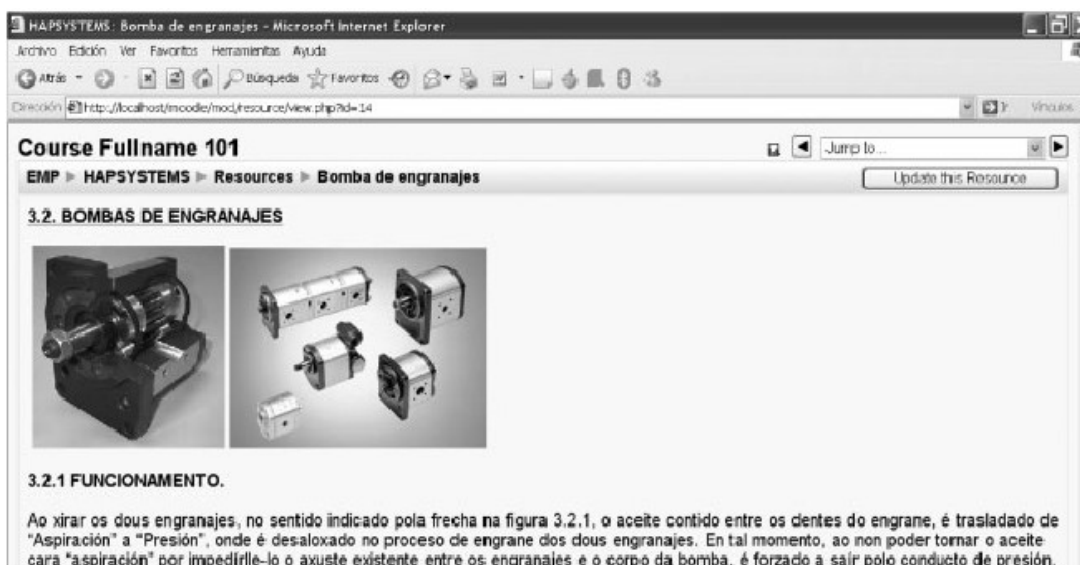 HAPSYSTEMS: Bomba de engranajes - Microsoft Internet Explorer
Archivo Edición Ver Favoritos Herramientas Ayuda
Atrás Búsqueda Favoritos
Dirección http://localhost/moodle/mod/resource/view.php?id=14 Ir Vínculos
Course Fullname 101 Jump to...
EMP ► HAPSYSTEMS ► Resources ► Bomba de engranajes Update this Resource
3.2. BOMBAS DE ENGRANAJES
3.2.1 FUNCIONAMENTO.
Ao xirar os dous engranajes, no sentido indicado pola frecha na figura 3.2.1, o aceite contido entre os dentes do engrane, é trasladado de
"Aspiración" a "Presión", onde é desaloxado no proceso de engrane dos dous engranajes. En tal momento, ao non poder tornar o aceite
cara "aspiración" por impedírlle-lo o axuste existente entre os engranajes e o corpo da bomba, é forzado a saír polo conducto de presión.